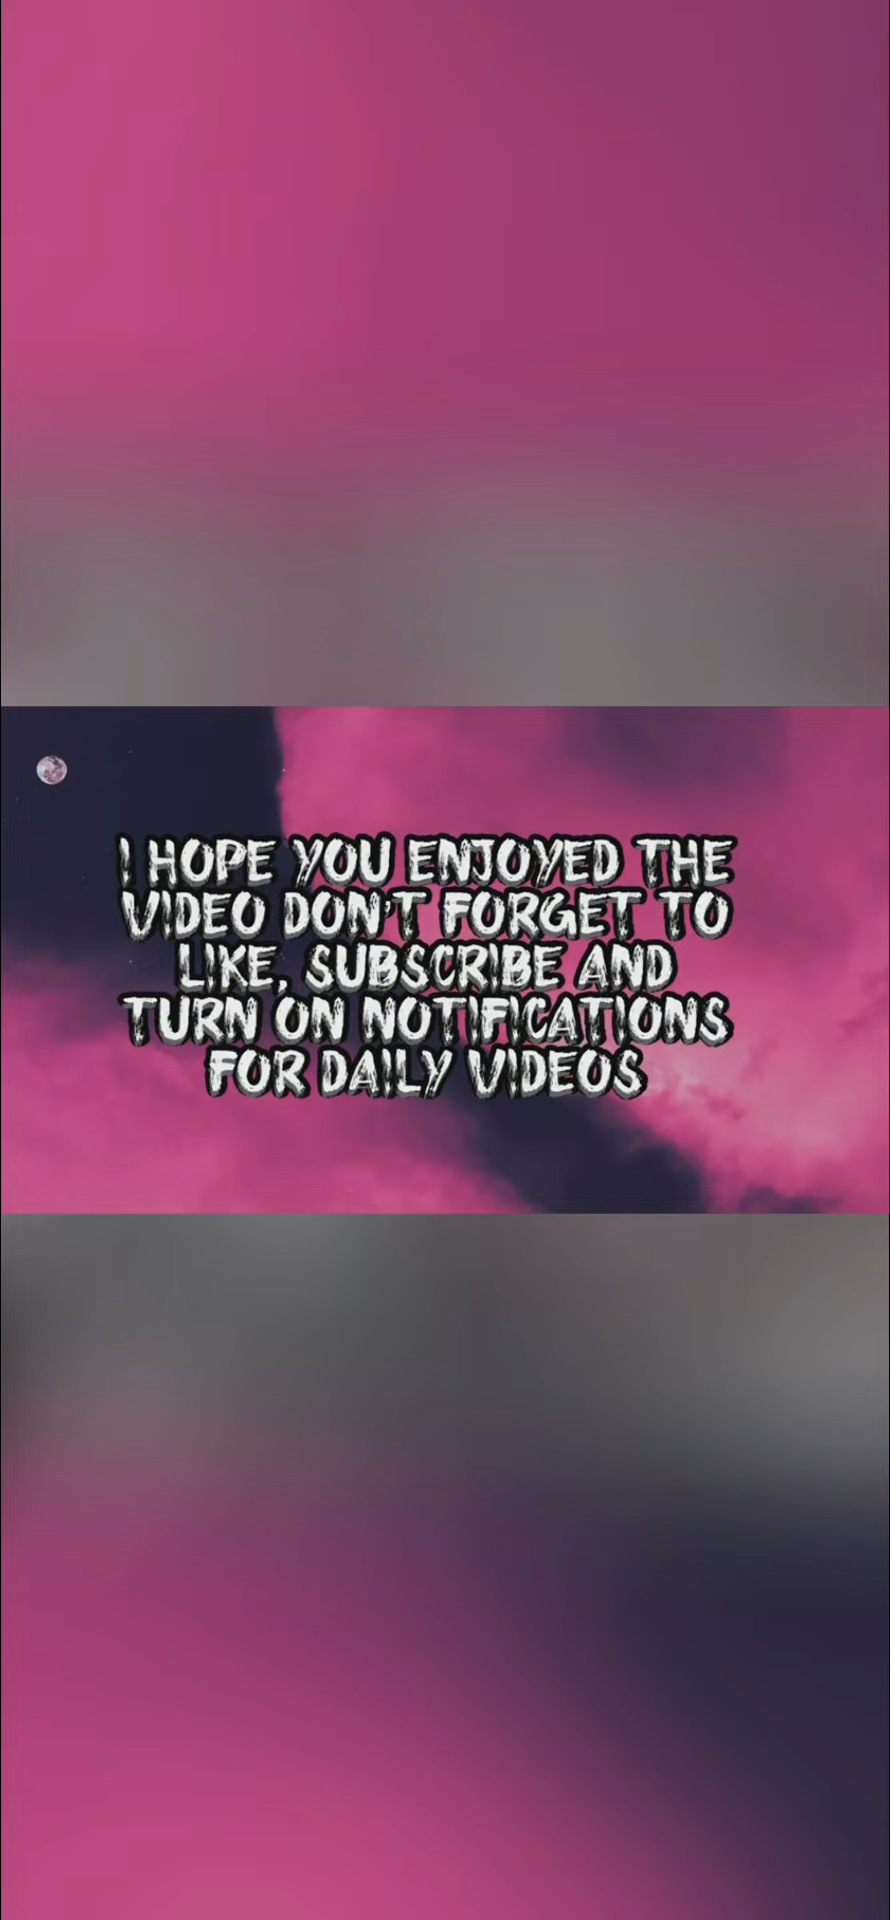 I HOPE YOU ENJOYED THE
VIDEO DON'T FORGET TO
LIKE, SUBSCRIBE AND
TURN ON NOTIFICATIONS
FOR DAILY VIDEOS